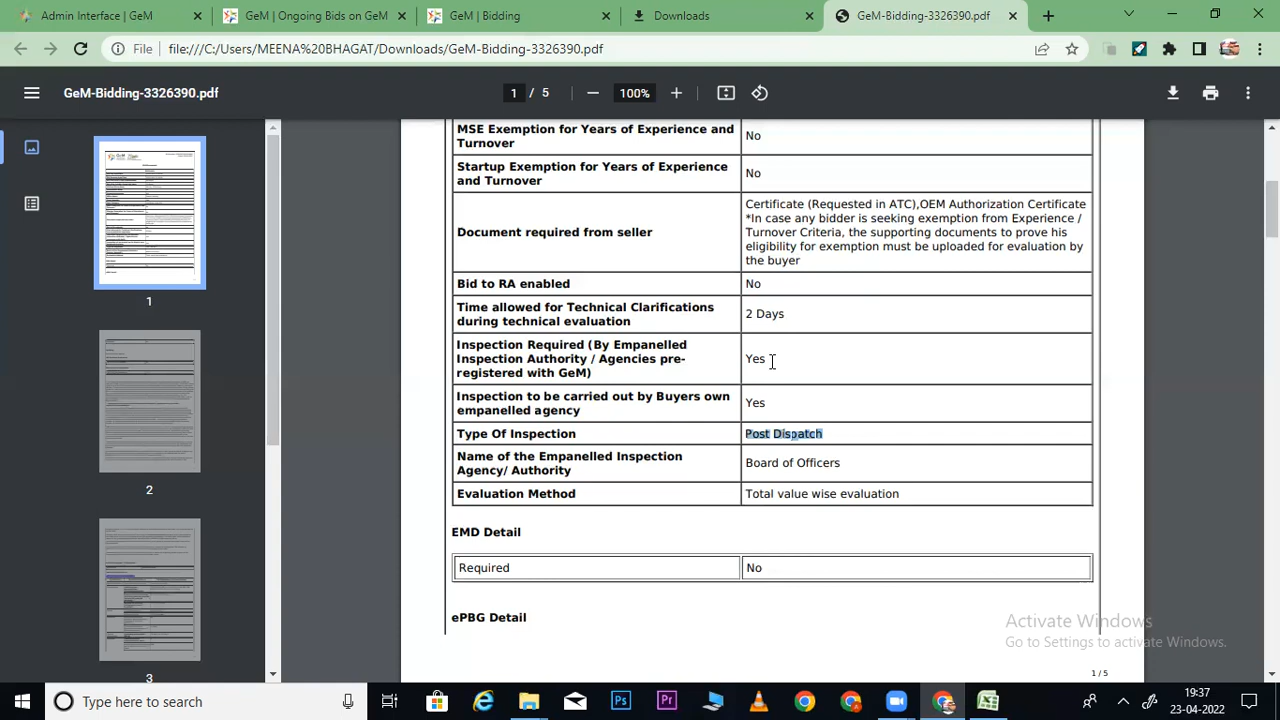 Admin Interface | GeM
GeM | Ongoing Bids on GeM
GeM | Bidding
Downloads
GeM-Bidding-3326390.pdf
File
file:///C:/Users/MEENA%20BHAGAT/Downloads/GeM-Bidding-3326390.pdf
GeM-Bidding-3326390.pdf
1 / 5
100%
MSE Exemption for Years of Experience and
Turnover
No
Startup Exemption for Years of Experience
and Turnover
No
Document required from seller
Certificate (Requested in ATC),OEM Authorization Certificate
*In case any bidder is seeking exemption from Experience /
Turnover Criteria, the supporting documents to prove his
eligibility for exemption must be uploaded for evaluation by
the buyer
Bid to RA enabled
No
Time allowed for Technical Clarifications
during technical evaluation
2 Days
Inspection Required (By Empanelled
Inspection Authority / Agencies pre-
registered with GeM)
Yes
Inspection to be carried out by Buyers own
empanelled agency
Yes
Type Of Inspection
Post Dispatch
Name of the Empanelled Inspection
Agency/ Authority
Board of Officers
Evaluation Method
Total value wise evaluation
EMD Detail
Required
No
ePBG Detail
1 / 5
1
2
3
Activate Windows
Go to Settings to activate Windows.
Type here to search
Ps
Pr
19:37
23-04-2022